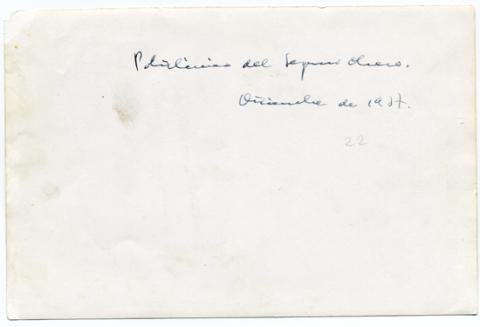 Policlínico del Seguro Obrero.
Diciembre de 1937.
22